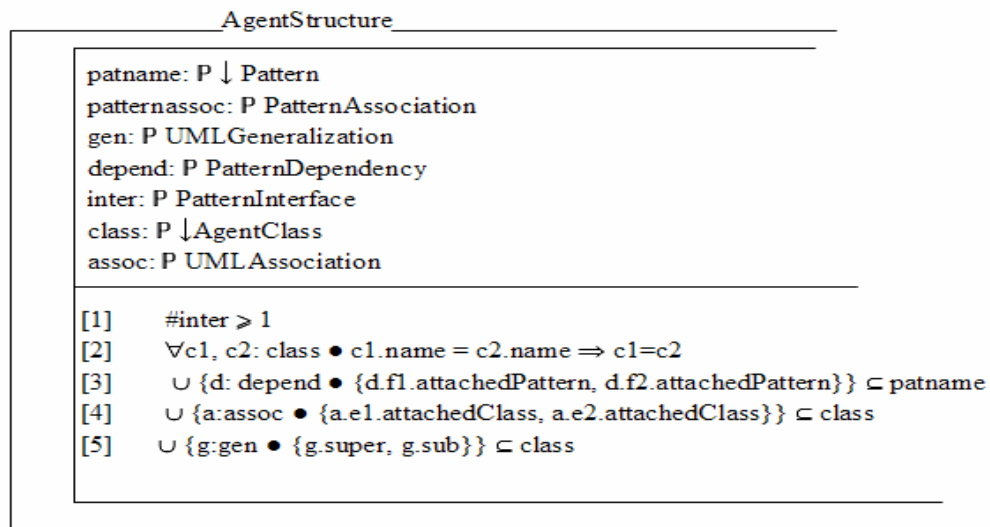 AgentStructure
patname: ℙ ↓ Pattern
patternassoc: ℙ PatternAssociation
gen: ℙ UMLGeneralization
depend: ℙ PatternDependency
inter: ℙ PatternInterface
class: ℙ ↓AgentClass
assoc: ℙ UMLAssociation
[1] #inter ⩾ 1
[2] ∀c1, c2: class ● c1.name = c2.name ⇒ c1=c2
[3] ∪ {d: depend ● {d.f1.attachedPattern, d.f2.attachedPattern}} ⊆ patname
[4] ∪ {a:assoc ● {a.e1.attachedClass, a.e2.attachedClass}} ⊆ class
[5] ∪ {g:gen ● {g.super, g.sub}} ⊆ class